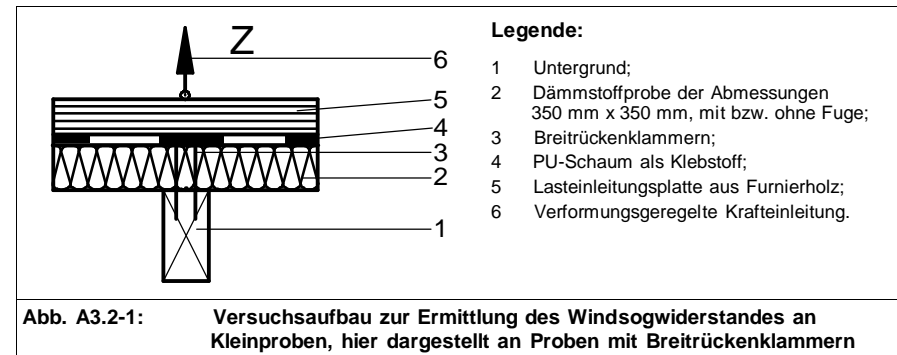 Z
6
5
4
3
2
1
Legende:
1 Untergrund;
2 Dämmstoffprobe der Abmessungen
350 mm x 350 mm, mit bzw. ohne Fuge;
3 Breitrückenklammern;
4 PU-Schaum als Klebstoff;
5 Lasteinleitungsplatte aus Furnierholz;
6 Verformungsgeregelte Krafteinleitung.
Abb. A3.2-1: Versuchsaufbau zur Ermittlung des Windsogwiderstandes an
Kleinproben, hier dargestellt an Proben mit Breitrückenklammern